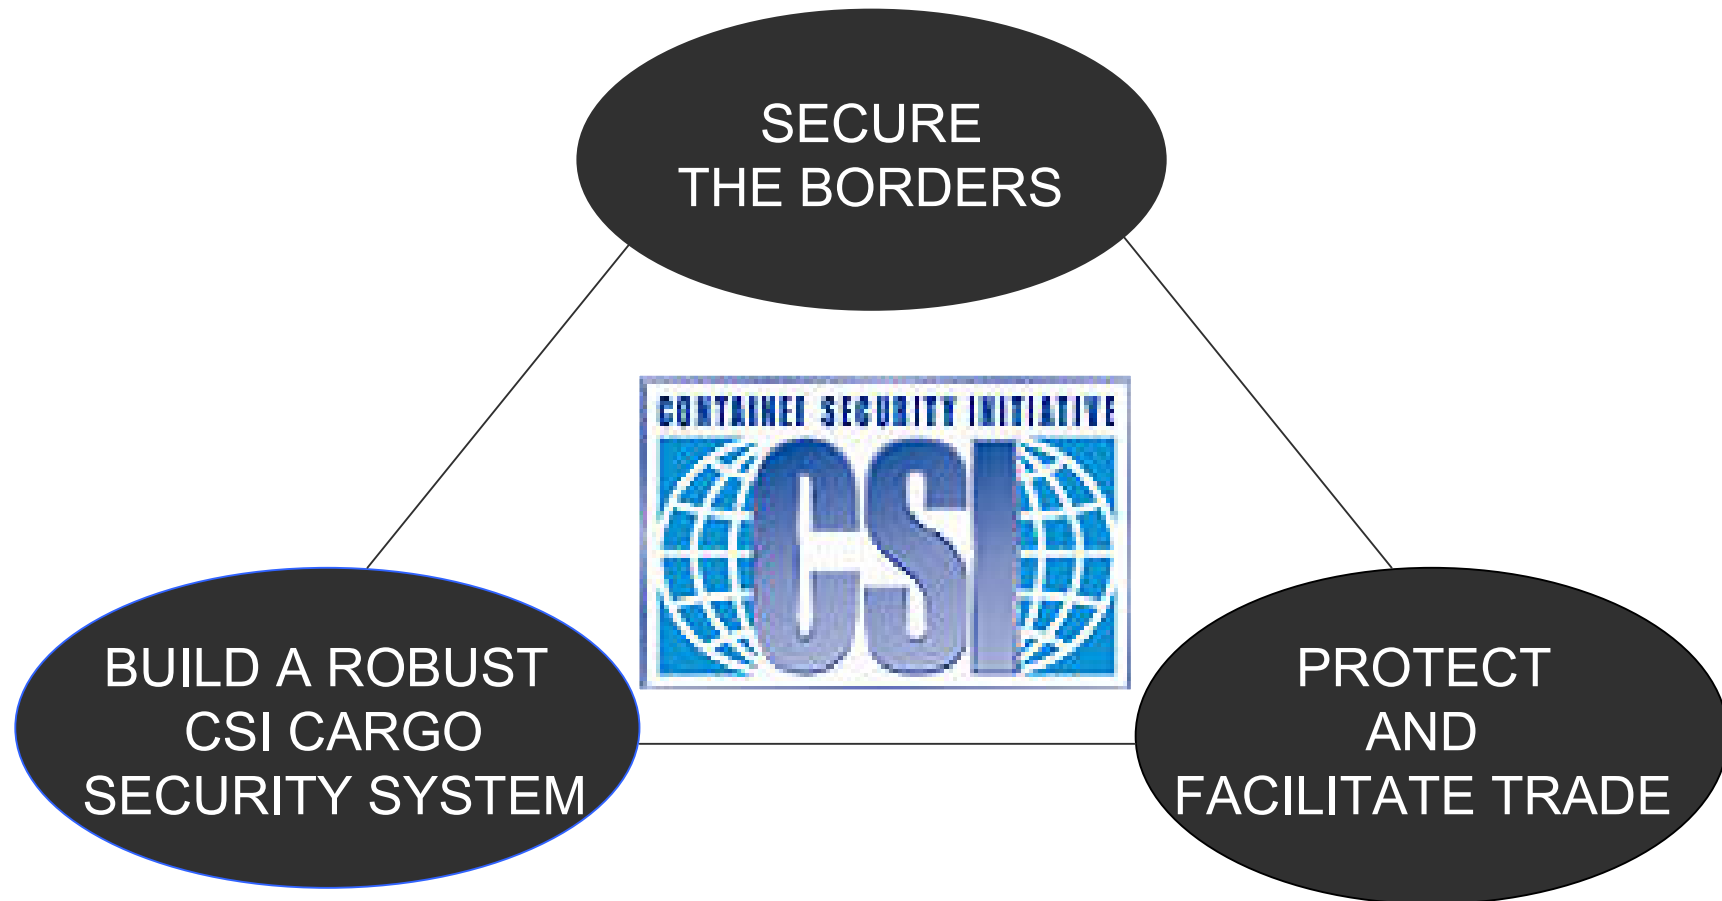 SECURE
THE BORDERS
CONTAINER SECURITY INITIATIVE
CSI
BUILD A ROBUST
CSI CARGO
SECURITY SYSTEM
PROTECT
AND
FACILITATE TRADE